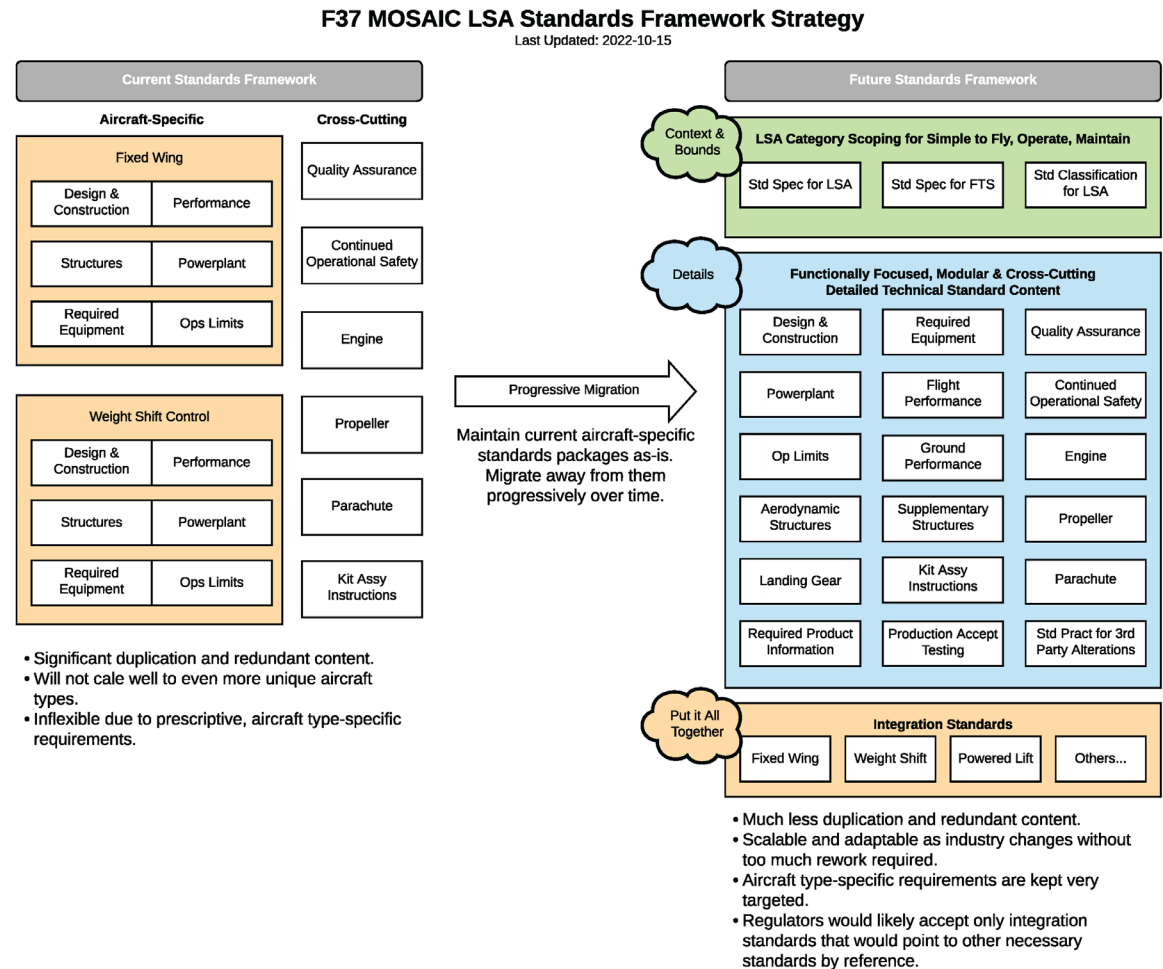 F37 MOSAIC LSA Standards Framework Strategy
Last Updated: 2022-10-15
Current Standards Framework
Aircraft-Specific
Cross-Cutting
Fixed Wing
Design &
Construction
Performance
Structures
Powerplant
Required
Equipment
Ops Limits
Weight Shift Control
Design &
Construction
Performance
Structures
Powerplant
Required
Equipment
Ops Limits
Quality Assurance
Continued
Operational Safety
Engine
Propeller
Parachute
Kit Assy
Instructions
• Significant duplication and redundant content.
• Will not cale well to even more unique aircraft
types.
• Inflexible due to prescriptive, aircraft type-specific
requirements.
Progressive Migration
Maintain current aircraft-specific
standards packages as-is.
Migrate away from them
progressively over time.
Future Standards Framework
Context &
Bounds
LSA Category Scoping for Simple to Fly, Operate, Maintain
Std Spec for LSA
Std Spec for FTS
Std Classification
for LSA
Details
Functionally Focused, Modular & Cross-Cutting
Detailed Technical Standard Content
Design &
Construction
Required
Equipment
Quality Assurance
Powerplant
Flight
Performance
Continued
Operational Safety
Op Limits
Ground
Performance
Engine
Aerodynamic
Structures
Supplementary
Structures
Propeller
Landing Gear
Kit Assy
Instructions
Parachute
Required Product
Information
Production Accept
Testing
Std Pract for 3rd
Party Alterations
Put it All
Together
Integration Standards
Fixed Wing
Weight Shift
Powered Lift
Others...
• Much less duplication and redundant content.
• Scalable and adaptable as industry changes without
too much rework required.
• Aircraft type-specific requirements are kept very
targeted.
• Regulators would likely accept only integration
standards that would point to other necessary
standards by reference.